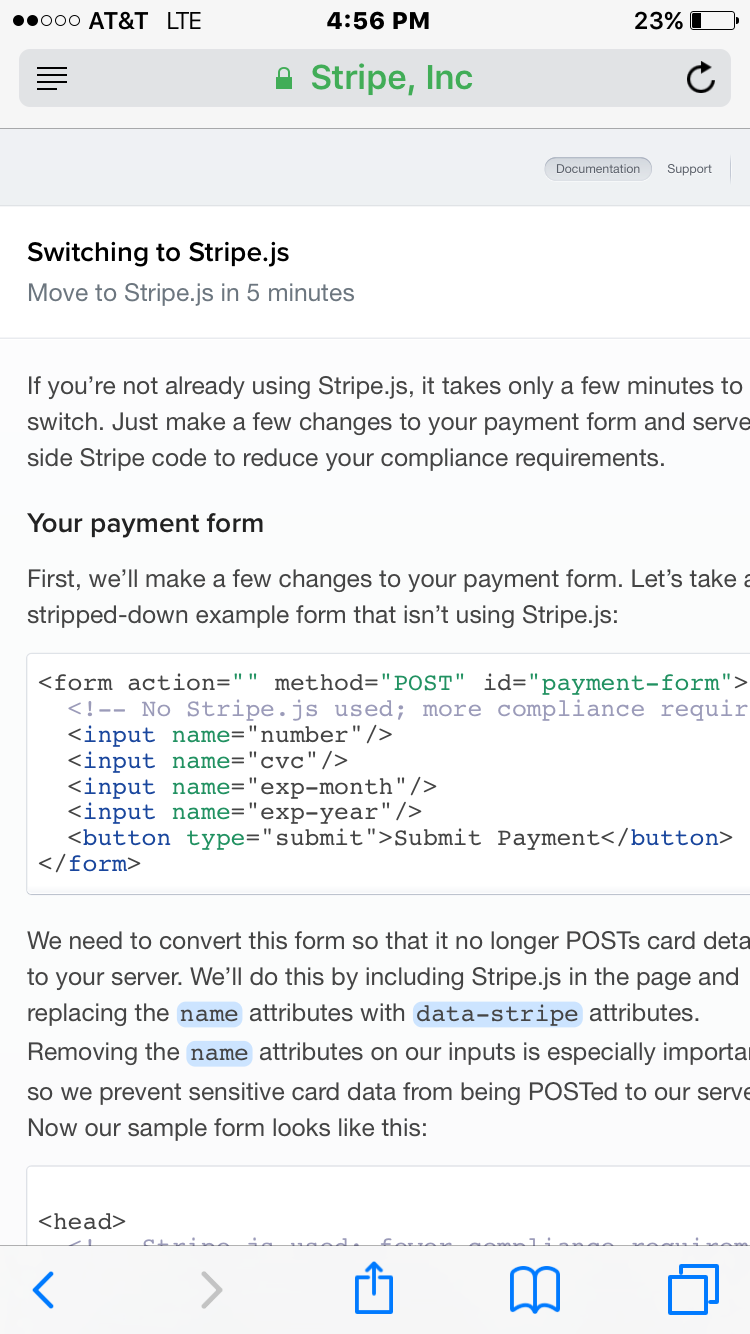 AT&T LTE 4:56 PM 23%
Stripe, Inc
Documentation Support
Switching to Stripe.js
Move to Stripe.js in 5 minutes
If you’re not already using Stripe.js, it takes only a few minutes to
switch. Just make a few changes to your payment form and serve
side Stripe code to reduce your compliance requirements.
Your payment form
First, we’ll make a few changes to your payment form. Let’s take a
stripped-down example form that isn’t using Stripe.js:
<form action="" method="POST" id="payment-form">
<!-- No Stripe.js used; more compliance requir
<input name="number"/>
<input name="cvc"/>
<input name="exp-month"/>
<input name="exp-year"/>
<button type="submit">Submit Payment</button>
</form>
We need to convert this form so that it no longer POSTs card deta
to your server. We’ll do this by including Stripe.js in the page and
replacing the name attributes with data-stripe attributes.
Removing the name attributes on our inputs is especially importa
so we prevent sensitive card data from being POSTed to our serve
Now our sample form looks like this:
<head>
<!-- Stripe.js used; fewer compliance requirem